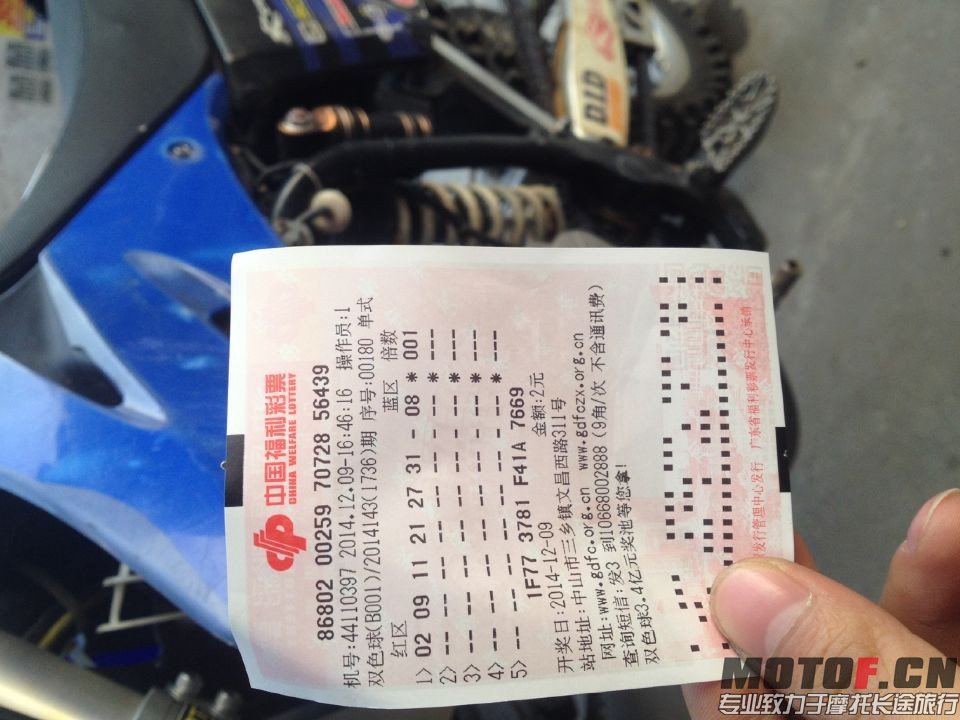 中国福利彩票
CHINA WELFARE LOTTERY
86802 00259 70728 56439
机号:44110397 2014.12.09-16:46:16 操作员:1
双色球(B001)/2014143(1736)期 序号:00180 单式
红区 蓝区 倍数
1> 02 09 11 21 27 31 - 08 * 001
2> -- -- -- -- -- -- - -- * ---
3> -- -- -- -- -- -- - -- * ---
4> -- -- -- -- -- -- - -- * ---
5> -- -- -- -- -- -- - -- * ---
1F77 3781 F41A 7669
金额:2元
开奖日:2014-12-09
站地址:中山市三乡镇文昌西路311号
网址:www.gdfc.org.cn www.gdfczx.org.cn
查询短信:发3 到10668002888(9角/次 不含通讯费)
双色球3.4亿元奖池等您拿!
发行管理中心发行 广东省福利彩票发行中心承销
D.I.D
MOTOF.CN
专业致力于摩托长途旅行